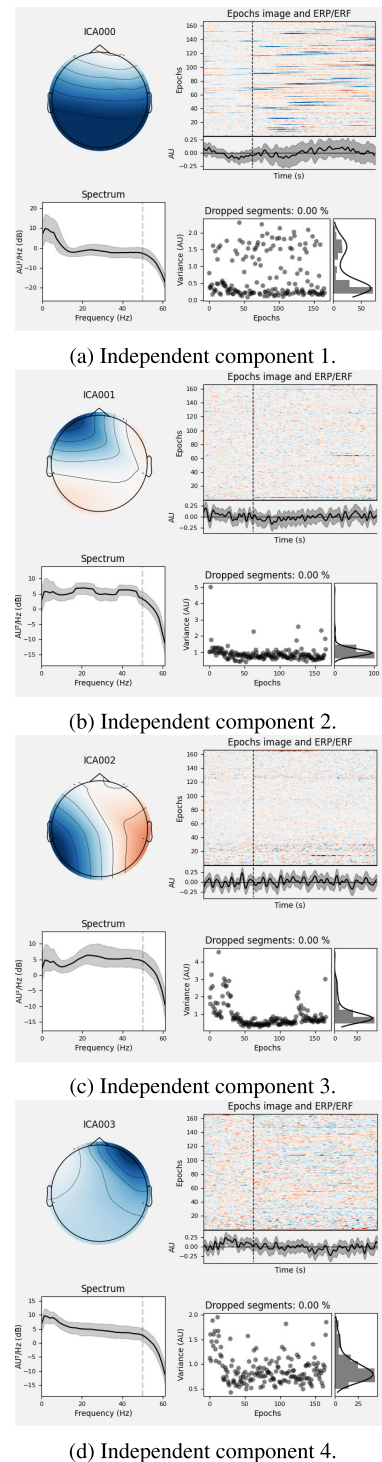 ICA000
Epochs image and ERP/ERF
Epochs
160
140
120
100
80
60
40
20
AU
0.25
0.00
−0.25
Time (s)
Spectrum
AU²/Hz (dB)
20
10
0
−10
−20
0 20 40 60
Frequency (Hz)
Dropped segments: 0.00 %
Variance (AU)
2.0
1.5
1.0
0.5
0.0
0 50 100 150
Epochs
0 50
(a) Independent component 1.
ICA001
Epochs image and ERP/ERF
Epochs
160
140
120
100
80
60
40
20
AU
0.25
0.00
−0.25
Time (s)
Spectrum
AU²/Hz (dB)
10
5
0
−5
−10
−15
0 20 40 60
Frequency (Hz)
Dropped segments: 0.00 %
Variance (AU)
5
4
3
2
1
0 50 100 150
Epochs
0 100
(b) Independent component 2.
ICA002
Epochs image and ERP/ERF
Epochs
160
140
120
100
80
60
40
20
AU
0.25
0.00
−0.25
Time (s)
Spectrum
AU²/Hz (dB)
10
5
0
−5
−10
−15
0 20 40 60
Frequency (Hz)
Dropped segments: 0.00 %
Variance (AU)
4
3
2
1
0 50 100 150
Epochs
0 50
(c) Independent component 3.
ICA003
Epochs image and ERP/ERF
Epochs
160
140
120
100
80
60
40
20
AU
0.25
0.00
−0.25
Time (s)
Spectrum
AU²/Hz (dB)
15
10
5
0
−5
−10
−15
0 20 40 60
Frequency (Hz)
Dropped segments: 0.00 %
Variance (AU)
2.0
1.5
1.0
0.5
0 50 100 150
Epochs
0 25
(d) Independent component 4.